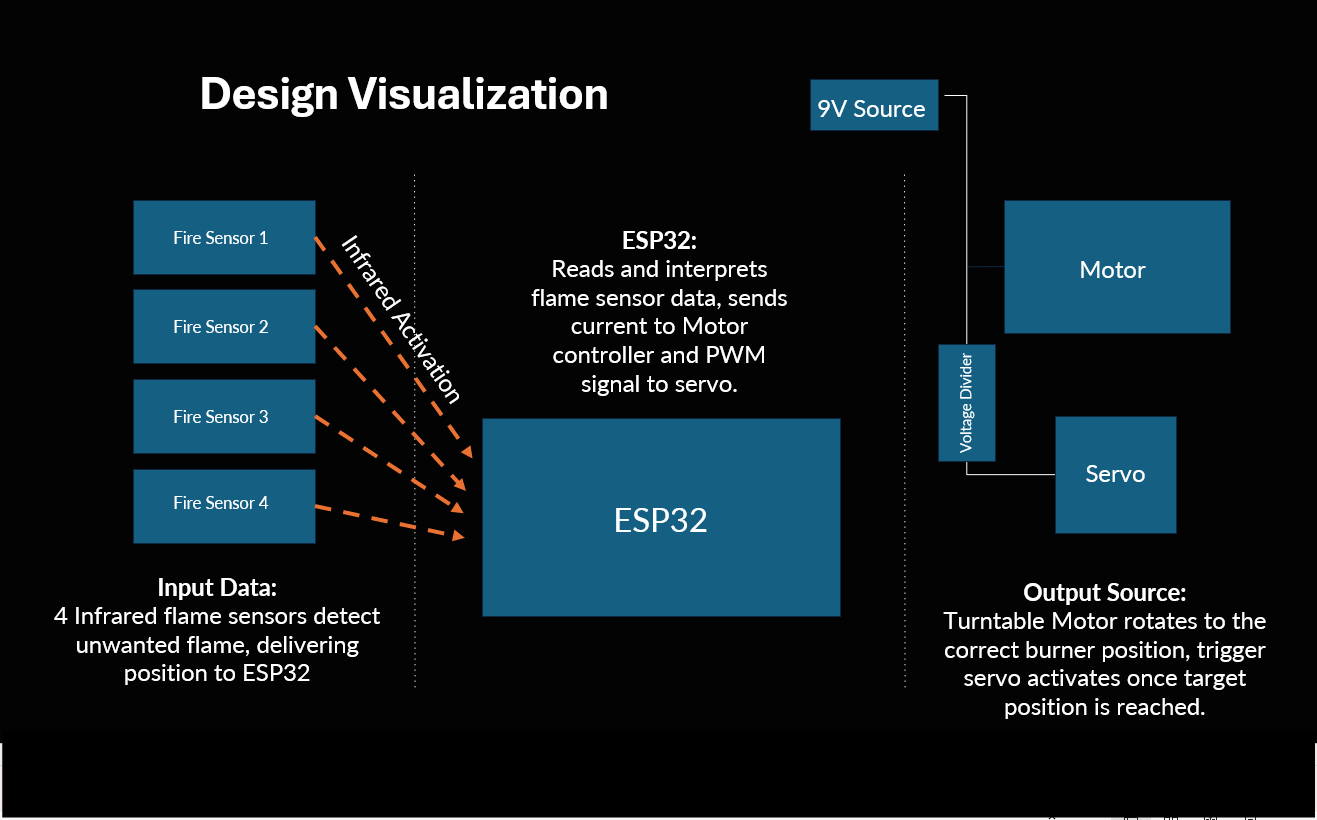 Design Visualization
9V Source
Fire Sensor 1
Fire Sensor 2
Fire Sensor 3
Fire Sensor 4
Infrared Activation
Input Data:
4 Infrared flame sensors detect
unwanted flame, delivering
position to ESP32
ESP32:
Reads and interprets
flame sensor data, sends
current to Motor
controller and PWM
signal to servo.
ESP32
Motor
Voltage Divider
Servo
Output Source:
Turntable Motor rotates to the
correct burner position, trigger
servo activates once target
position is reached.